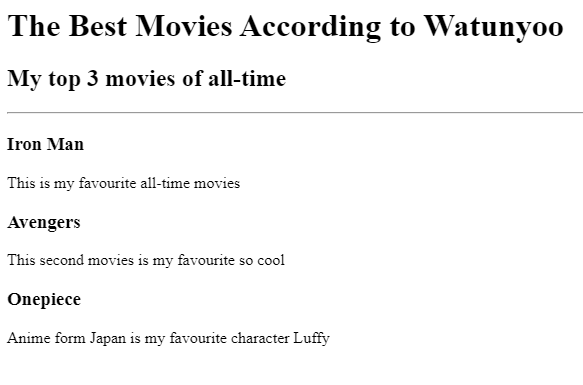 The Best Movies According to Watunyoo
My top 3 movies of all-time
Iron Man
This is my favourite all-time movies
Avengers
This second movies is my favourite so cool
Onepiece
Anime form Japan is my favourite character Luffy